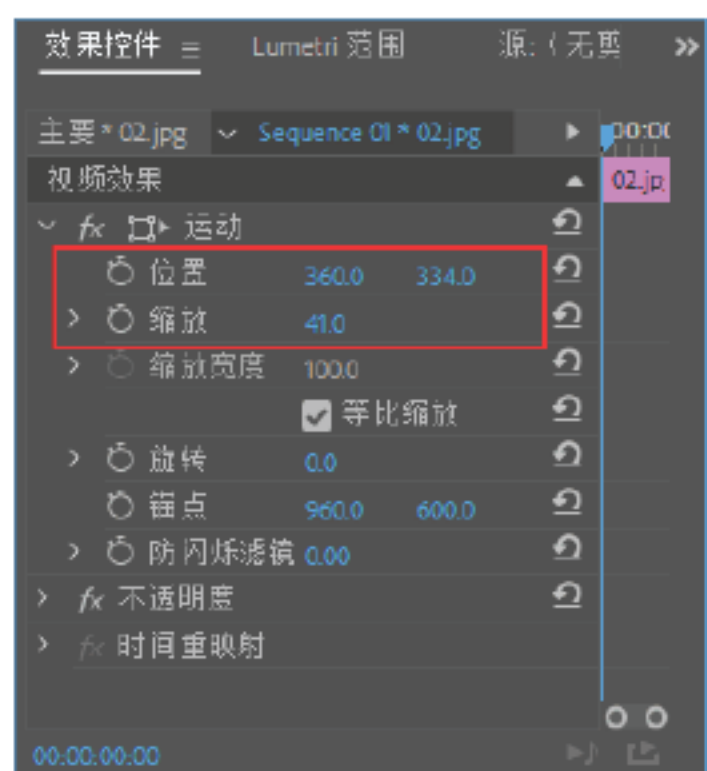 效果控件 ≡ Lumetri 范围 源:（无剪 »
主要 * 02.jpg Sequence 01 * 02.jpg 00:00
视频效果 02.jp
fx 运动
位置 360.0 334.0
缩放 41.0
缩放宽度 100.0
等比缩放
旋转 0.0
锚点 960.0 600.0
防闪烁滤镜 0.00
fx 不透明度
fx 时间重映射
00:00:00:00